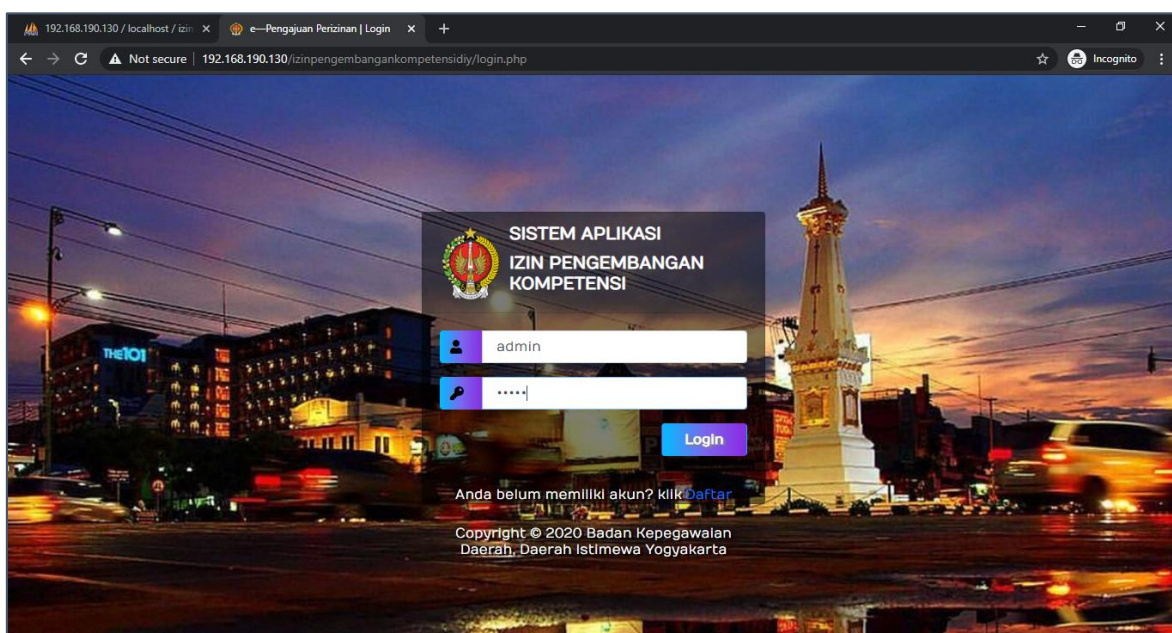 192.168.190.130 / localhost / izin
e—Pengajuan Perizinan | Login
Not secure | 192.168.190.130/izinpengembangankompetensidiy/login.php
Incognito
SISTEM APLIKASI
IZIN PENGEMBANGAN
KOMPETENSI
THE 101
admin
•••••
Login
Anda belum memiliki akun? klik Daftar
Copyright © 2020 Badan Kepegawaian
Daerah, Daerah Istimewa Yogyakarta